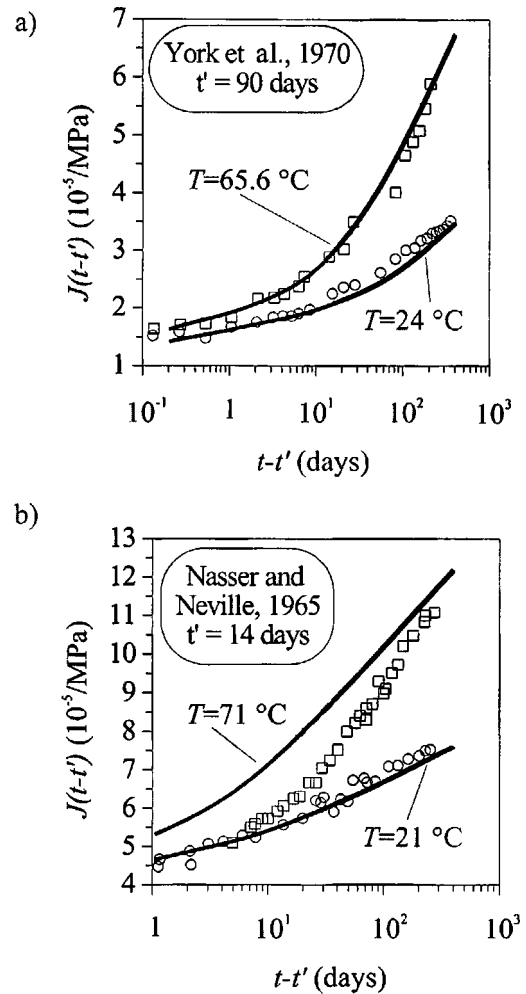 a)
7
6
5
4
3
2
1
J(t-t') (10⁻⁵/MPa)
York et al., 1970
t' = 90 days
T=65.6 °C
T=24 °C
10⁻¹ 1 10¹ 10² 10³
t-t' (days)
b)
13
12
11
10
9
8
7
6
5
4
J(t-t') (10⁻⁵/MPa)
Nasser and
Neville, 1965
t' = 14 days
T=71 °C
T=21 °C
1 10¹ 10² 10³
t-t' (days)